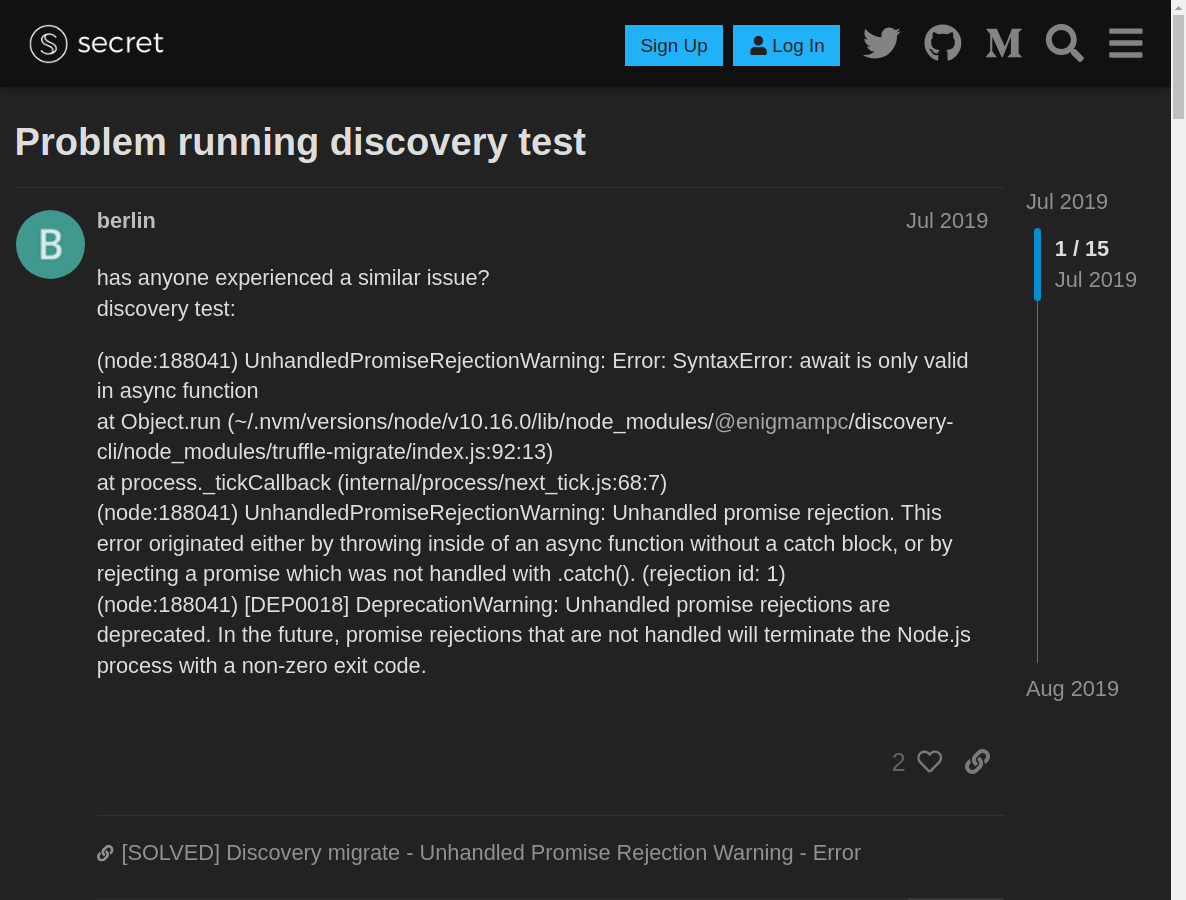 secret
Sign Up
Log In
Problem running discovery test
B
berlin
Jul 2019
has anyone experienced a similar issue?
discovery test:
(node:188041) UnhandledPromiseRejectionWarning: Error: SyntaxError: await is only valid
in async function
at Object.run (~/.nvm/versions/node/v10.16.0/lib/node_modules/@enigmampc/discovery-
cli/node_modules/truffle-migrate/index.js:92:13)
at process._tickCallback (internal/process/next_tick.js:68:7)
(node:188041) UnhandledPromiseRejectionWarning: Unhandled promise rejection. This
error originated either by throwing inside of an async function without a catch block, or by
rejecting a promise which was not handled with .catch(). (rejection id: 1)
(node:188041) [DEP0018] DeprecationWarning: Unhandled promise rejections are
deprecated. In the future, promise rejections that are not handled will terminate the Node.js
process with a non-zero exit code.
2
[SOLVED] Discovery migrate - Unhandled Promise Rejection Warning - Error
Jul 2019
1 / 15
Jul 2019
Aug 2019